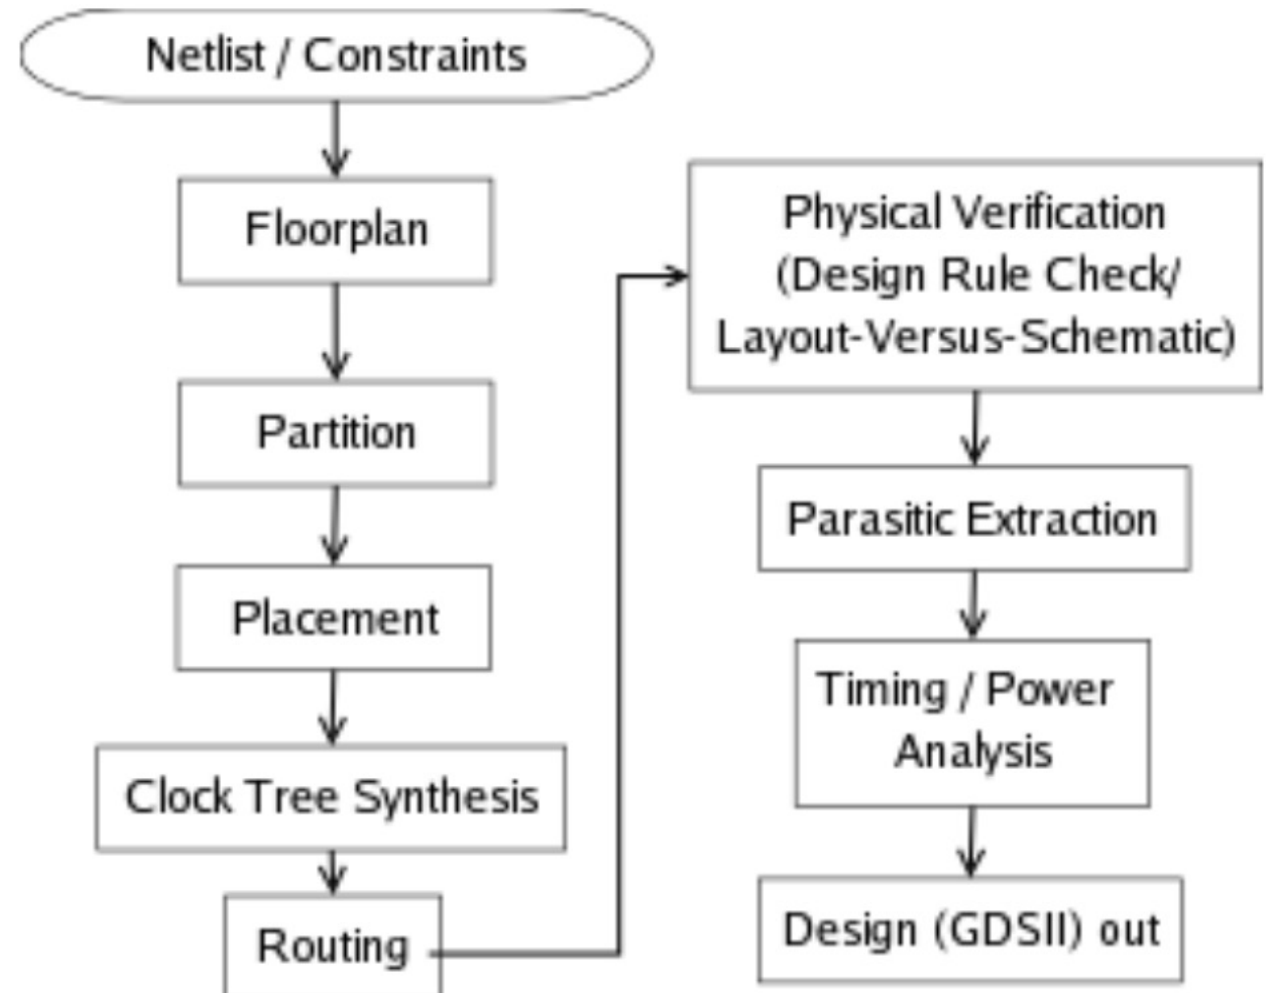 Netlist / Constraints
Floorplan
Partition
Placement
Clock Tree Synthesis
Routing
Physical Verification
(Design Rule Check/
Layout-Versus-Schematic)
Parasitic Extraction
Timing / Power
Analysis
Design (GDSII) out